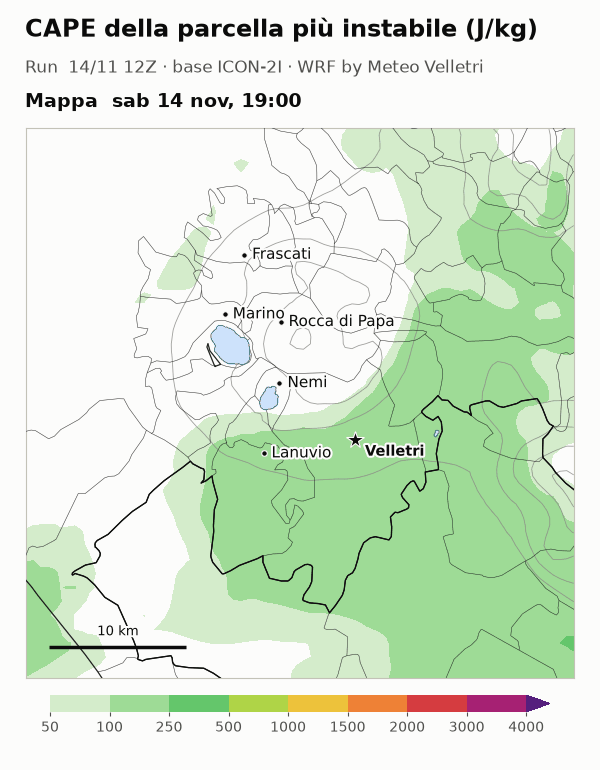 CAPE della parcella più instabile (J/kg)
Run  14/11 12Z · base ICON-2I · WRF by Meteo Velletri
Mappa  sab 14 nov, 19:00
Frascati
Marino
Rocca di Papa
Nemi
Velletri
Lanuvio
10 km
50 100 250 500 1000 1500 2000 3000 4000